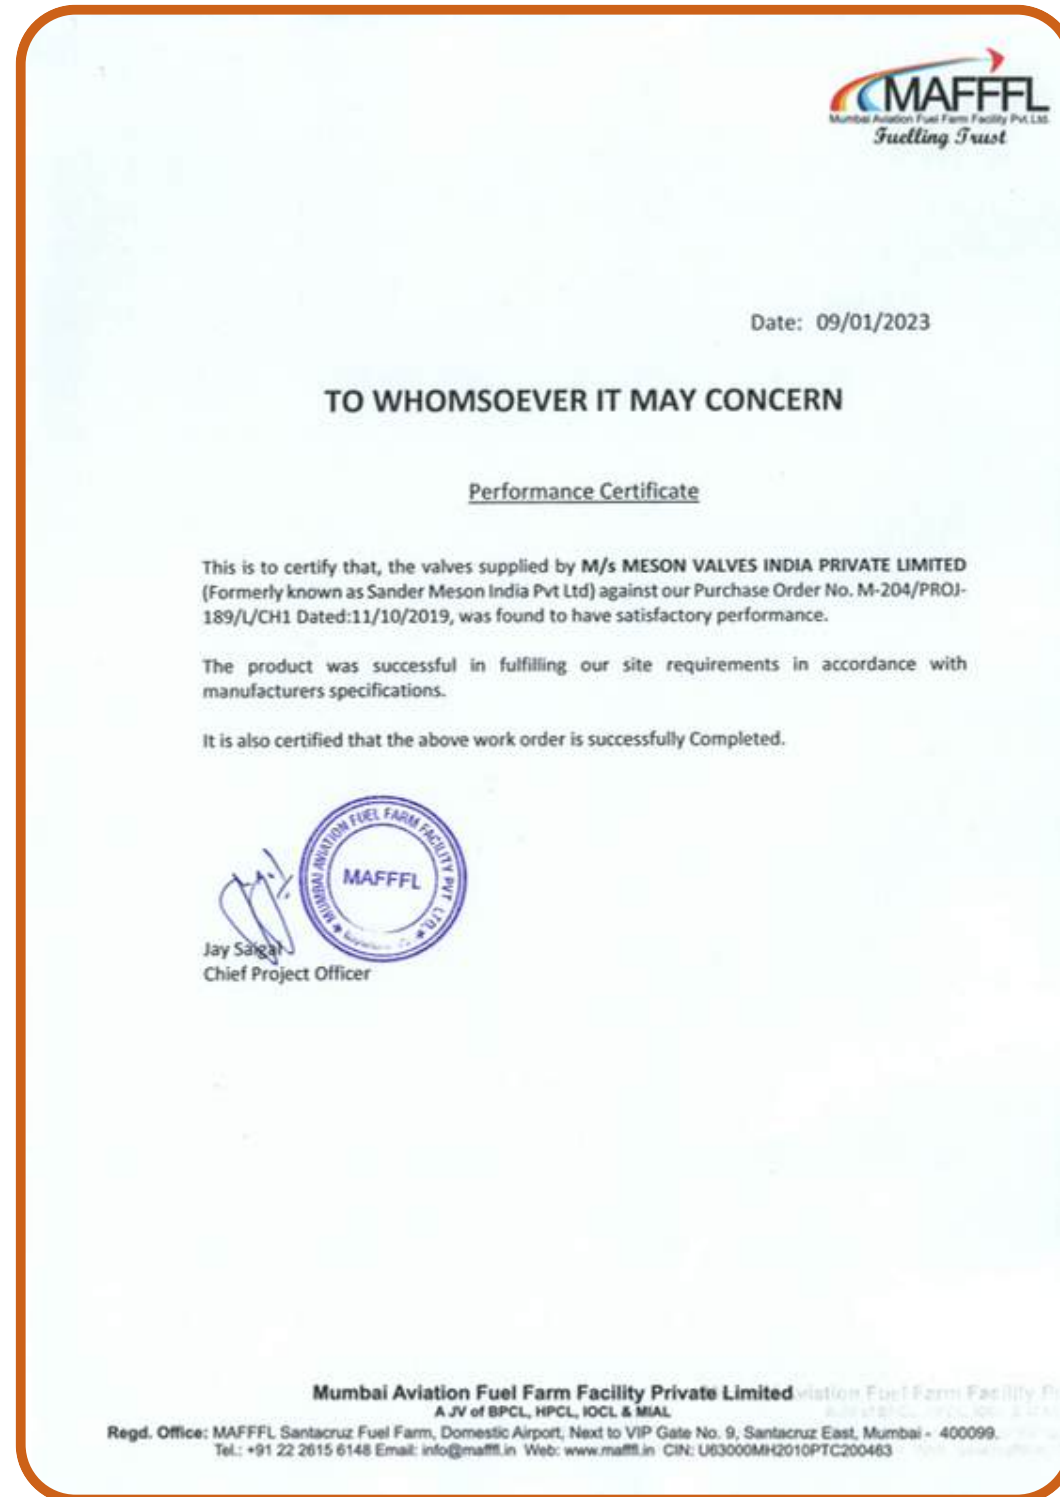 MAFFFL
Mumbai Aviation Fuel Farm Facility Pvt. Ltd.
Fuelling Trust
Date: 09/01/2023
TO WHOMSOEVER IT MAY CONCERN
Performance Certificate
This is to certify that, the valves supplied by M/s MESON VALVES INDIA PRIVATE LIMITED
(Formerly known as Sander Meson India Pvt Ltd) against our Purchase Order No. M-204/PROJ-
189/L/CH1 Dated:11/10/2019, was found to have satisfactory performance.
The product was successful in fulfilling our site requirements in accordance with
manufacturers specifications.
It is also certified that the above work order is successfully Completed.
MUMBAI AVIATION FUEL FARM FACILITY PVT. LTD.
MAFFFL
Jay Saigal
Chief Project Officer
Mumbai Aviation Fuel Farm Facility Private Limited
A JV of BPCL, HPCL, IOCL & MIAL
Regd. Office: MAFFFL Santacruz Fuel Farm, Domestic Airport, Next to VIP Gate No. 9, Santacruz East, Mumbai - 400099.
Tel.: +91 22 2615 6148 Email: info@mafffl.in Web: www.mafffl.in CIN: U63000MH2010PTC200463